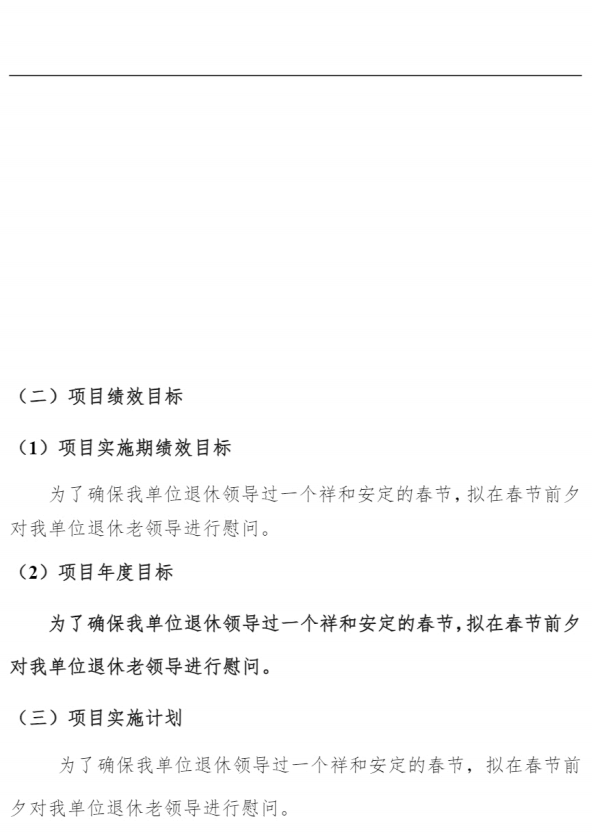 （二）项目绩效目标
（1）项目实施期绩效目标
为了确保我单位退休领导过一个祥和安定的春节，拟在春节前夕
对我单位退休老领导进行慰问。
（2）项目年度目标
为了确保我单位退休领导过一个祥和安定的春节，拟在春节前夕
对我单位退休老领导进行慰问。
（三）项目实施计划
为了确保我单位退休领导过一个祥和安定的春节，拟在春节前
夕对我单位退休老领导进行慰问。